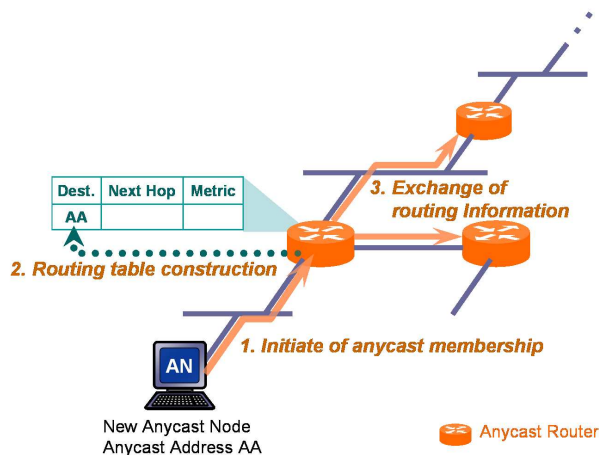 Dest. Next Hop Metric
AA
3. Exchange of
routing Information
2. Routing table construction
1. Initiate of anycast membership
AN
New Anycast Node
Anycast Address AA
Anycast Router